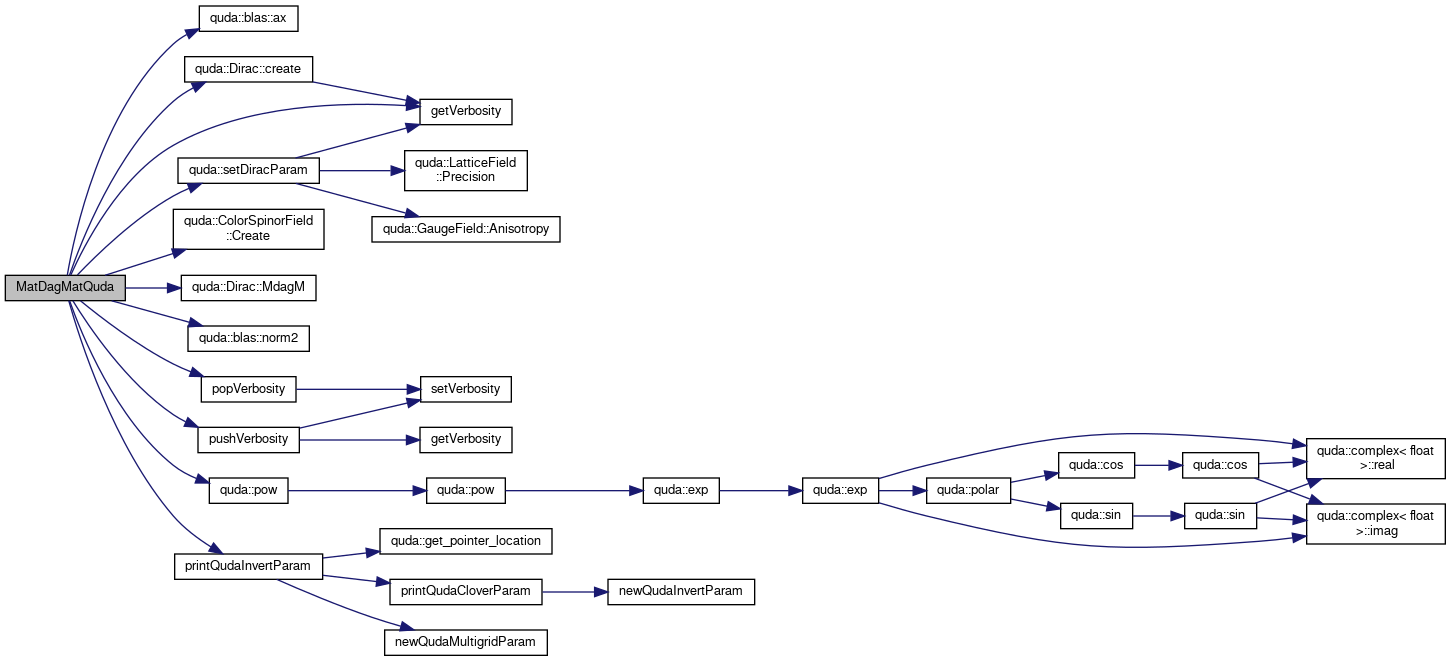 quda::blas::ax
quda::Dirac::create
getVerbosity
quda::LatticeField
::Precision
quda::setDiracParam
quda::ColorSpinorField
::Create
quda::GaugeField::Anisotropy
MatDagMatQuda
quda::Dirac::MdagM
quda::blas::norm2
popVerbosity
setVerbosity
pushVerbosity
getVerbosity
quda::pow
quda::pow
quda::exp
quda::exp
quda::polar
quda::cos
quda::cos
quda::sin
quda::sin
quda::complex< float
>::real
quda::complex< float
>::imag
quda::get_pointer_location
printQudaInvertParam
printQudaCloverParam
newQudaInvertParam
newQudaMultigridParam